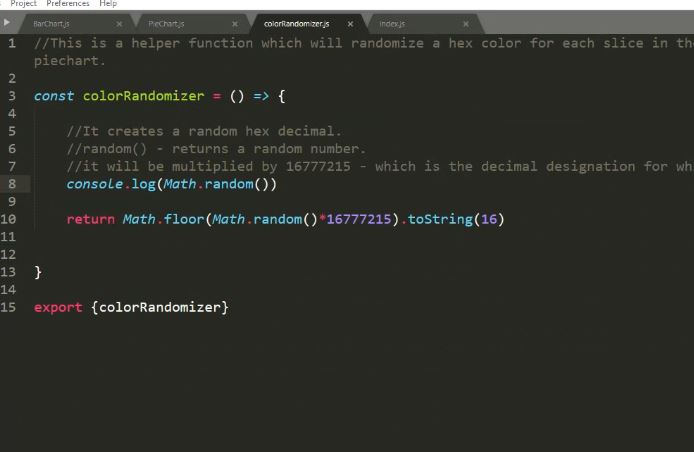 Project Preferences Help
BarChart.js × PieChart.js × colorRandomizer.js × index.js ×
1 //This is a helper function which will randomize a hex color for each slice in the
piechart.
2
3 const colorRandomizer = () => {
4
5 //It creates a random hex decimal.
6 //random() - returns a random number.
7 //it will be multiplied by 16777215 - which is the decimal designation for wh
8 console.log(Math.random())
9
10 return Math.floor(Math.random()*16777215).toString(16)
11
12
13 }
14
15 export {colorRandomizer}